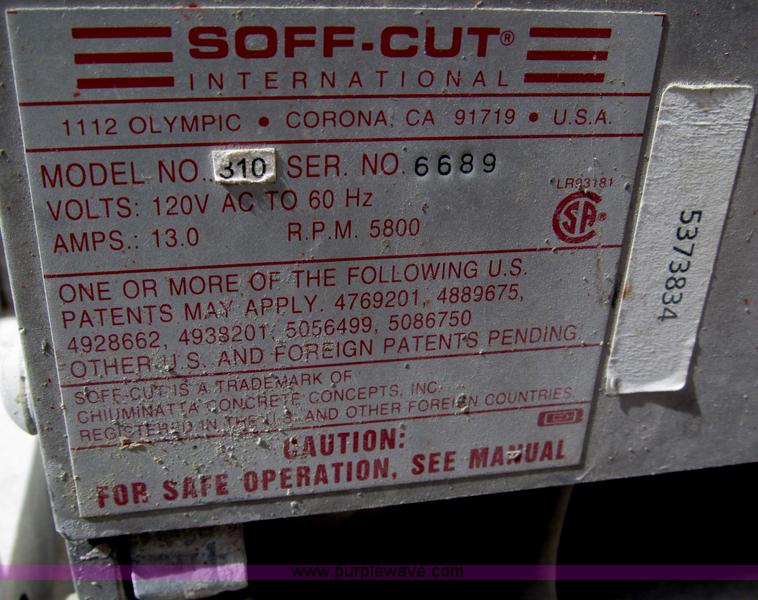 SOFF-CUT®
INTERNATIONAL
1112 OLYMPIC • CORONA, CA 91719 • U.S.A.
MODEL NO. 310 SER. NO. 6689
LR93181
VOLTS: 120V AC TO 60 Hz
SA®
AMPS.: 13.0 R.P.M. 5800
ONE OR MORE OF THE FOLLOWING U.S.
PATENTS MAY APPLY. 4769201, 4889675,
4928662, 4938201, 5056499, 5086750
OTHER U.S. AND FOREIGN PATENTS PENDING
SOFF-CUT IS A TRADEMARK OF
CHIUMINATTA CONCRETE CONCEPTS, INC.
REGISTERED IN THE U.S. AND OTHER FOREIGN COUNTRIES.
CAUTION:
FOR SAFE OPERATION, SEE MANUAL
5373834
www.purplewave.com